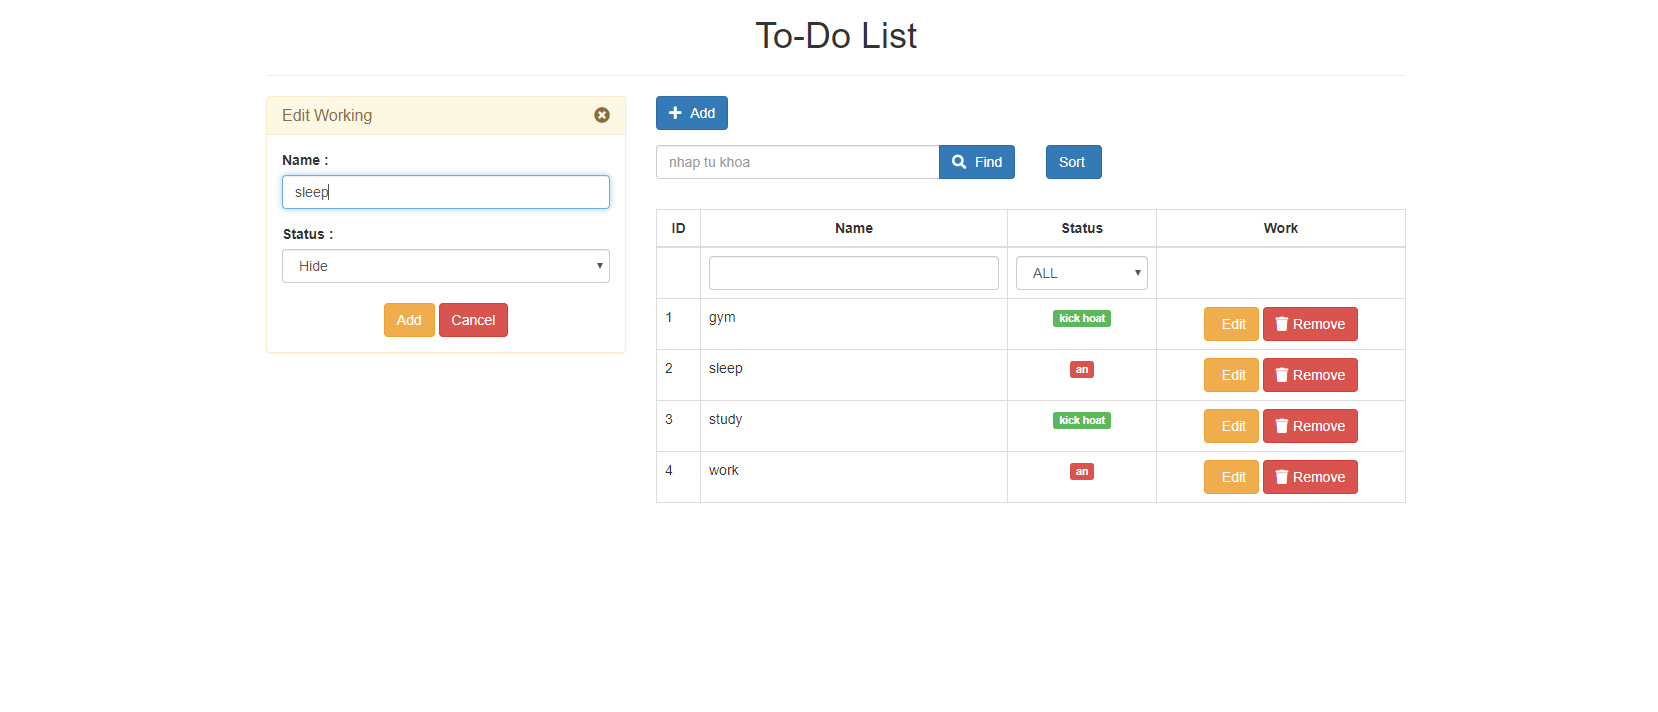 To-Do List
Edit Working
Name :
sleep
Status :
Hide
Add Cancel
Add
nhap tu khoa Find Sort
ID Name Status Work
ALL
1 gym kick hoat Edit Remove
2 sleep an Edit Remove
3 study kick hoat Edit Remove
4 work an Edit Remove